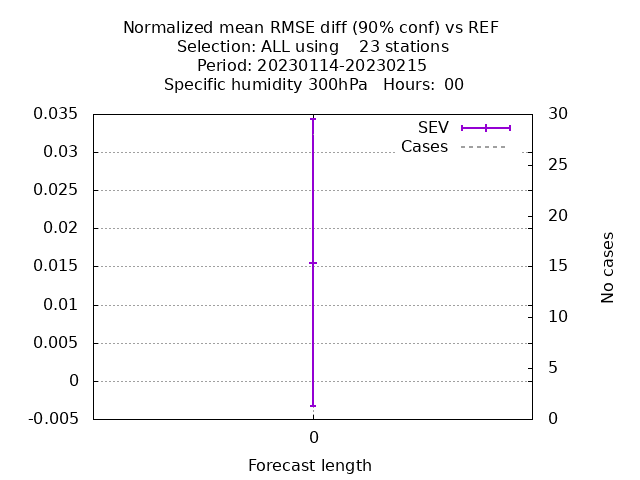 Normalized mean RMSE diff (90% conf) vs REF
Selection: ALL using    23 stations
Period: 20230114-20230215
Specific humidity 300hPa   Hours:  00
SEV
Cases
0.035
0.03
0.025
0.02
0.015
0.01
0.005
0
-0.005
30
25
20
15
10
5
0
No cases
0
Forecast length